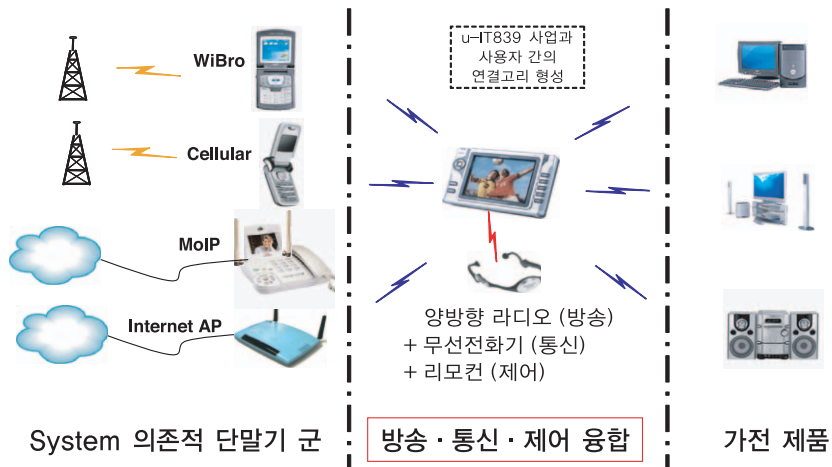 WiBro
Cellular
MoIP
Internet AP
System 의존적 단말기 군
u-IT839 사업과
사용자 간의
연결고리 형성
양방향 라디오 (방송)
+ 무선전화기 (통신)
+ 리모컨 (제어)
방송 · 통신 · 제어 융합
가전 제품